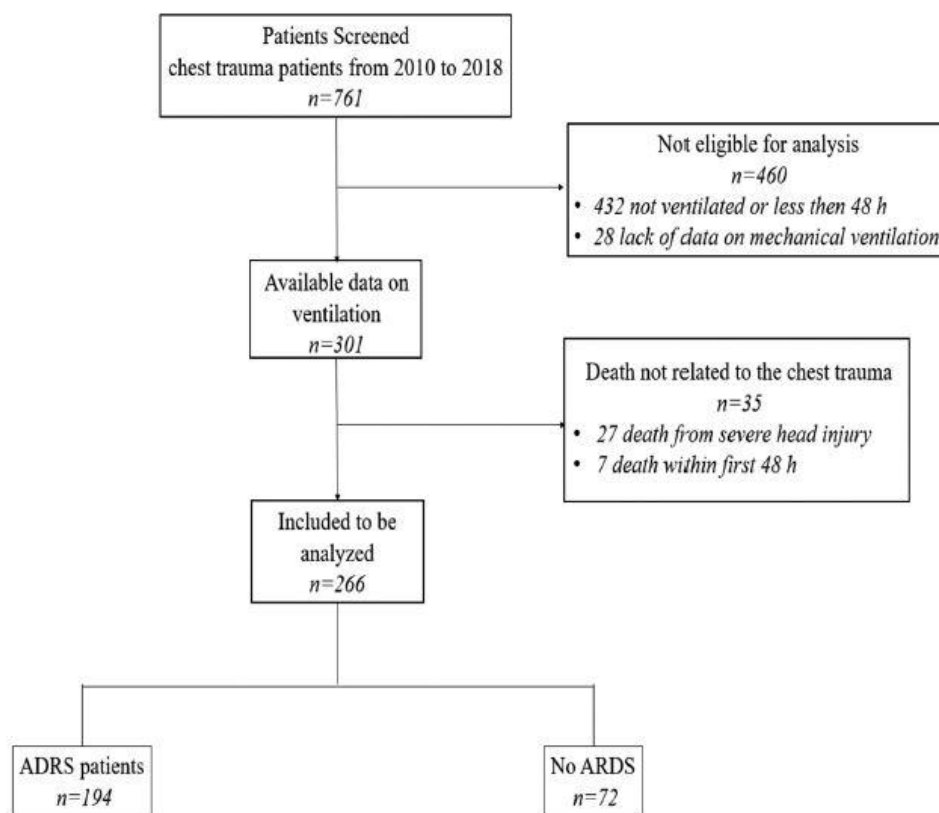 Patients Screened
chest trauma patients from 2010 to 2018
n=761
Not eligible for analysis
n=460
• 432 not ventilated or less then 48 h
• 28 lack of data on mechanical ventilation
Available data on
ventilation
n=301
Death not related to the chest trauma
n=35
• 27 death from severe head injury
• 7 death within first 48 h
Included to be
analyzed
n=266
ADRS patients
n=194
No ARDS
n=72